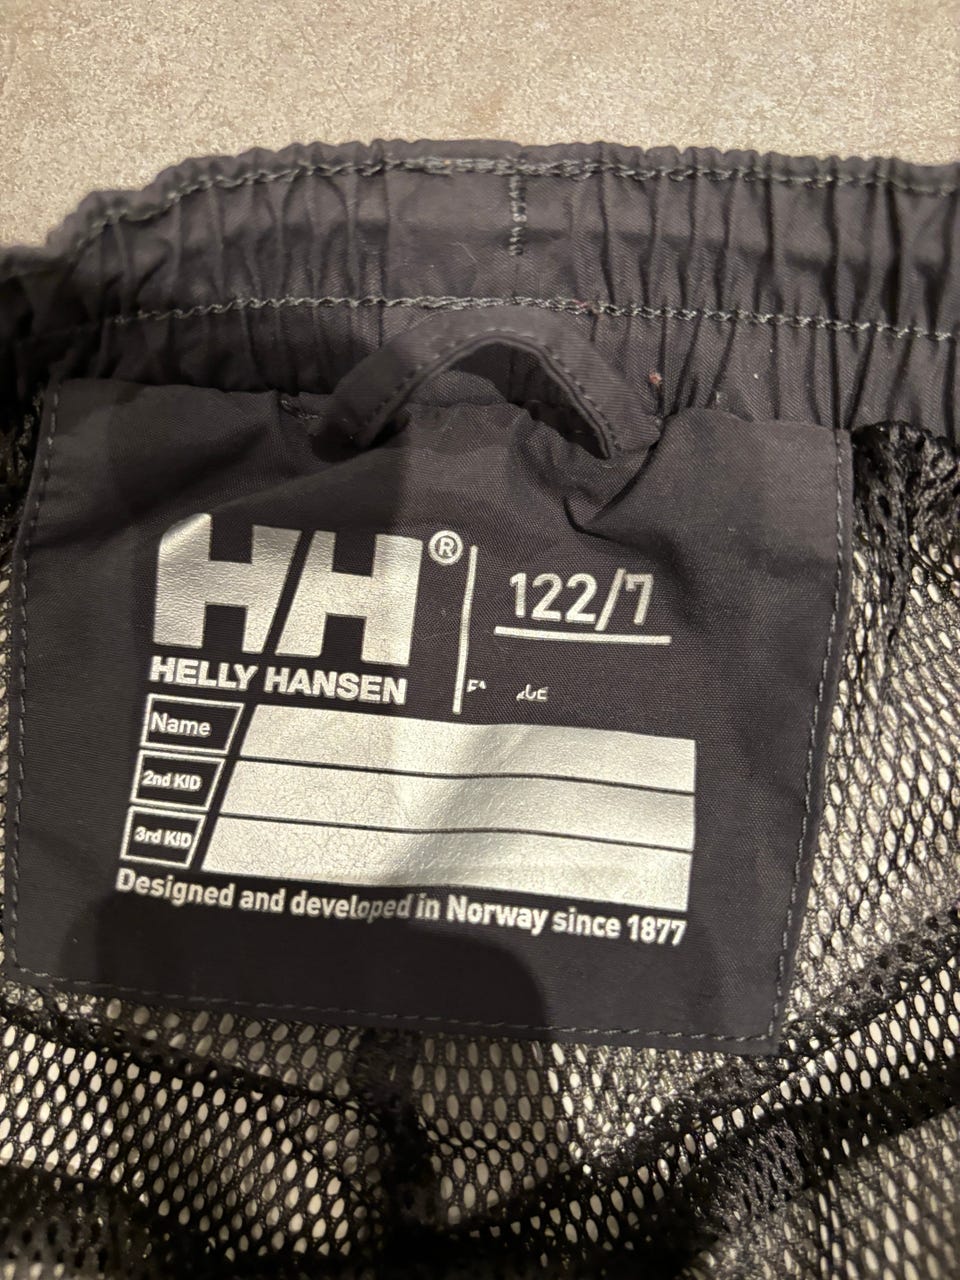 HH®
HELLY HANSEN
122/7
Name
2nd KID
3rd KID
Designed and developed in Norway since 1877